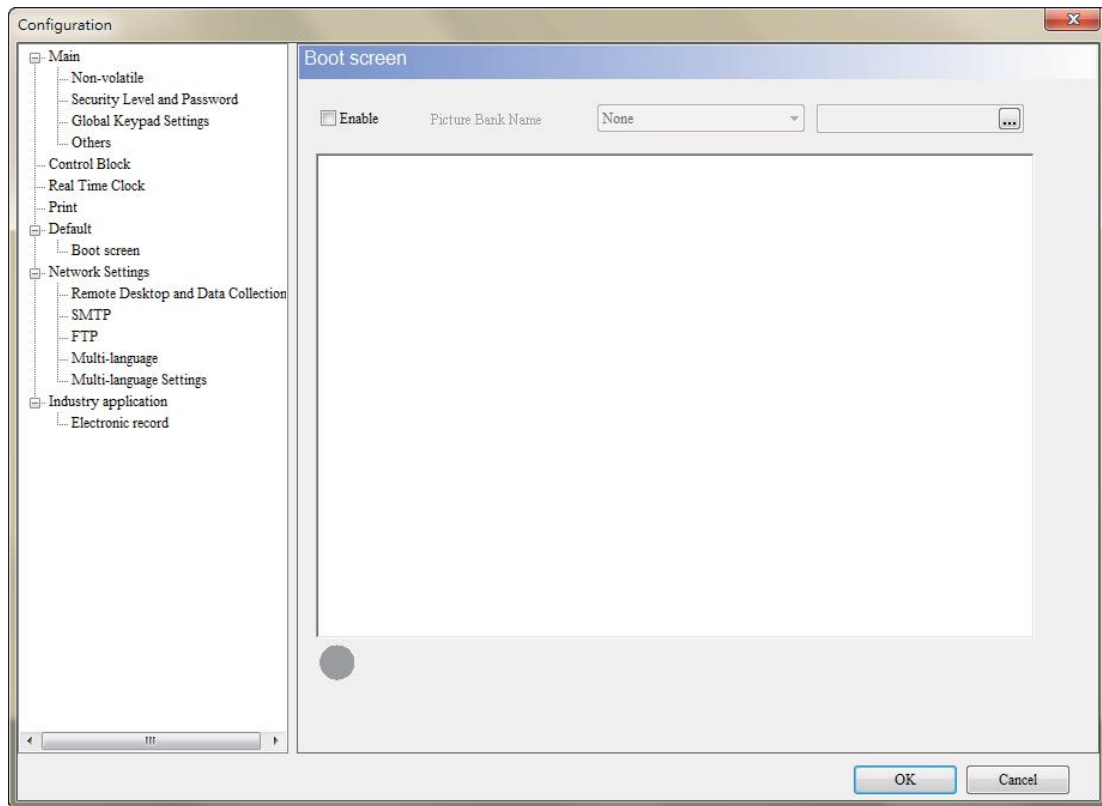 Configuration
Main
Non-volatile
Security Level and Password
Global Keypad Settings
Others
Control Block
Real Time Clock
Print
Default
Boot screen
Network Settings
Remote Desktop and Data Collection
SMTP
FTP
Multi-language
Multi-language Settings
Industry application
Electronic record
Boot screen
Enable Picture Bank Name None ...
OK Cancel